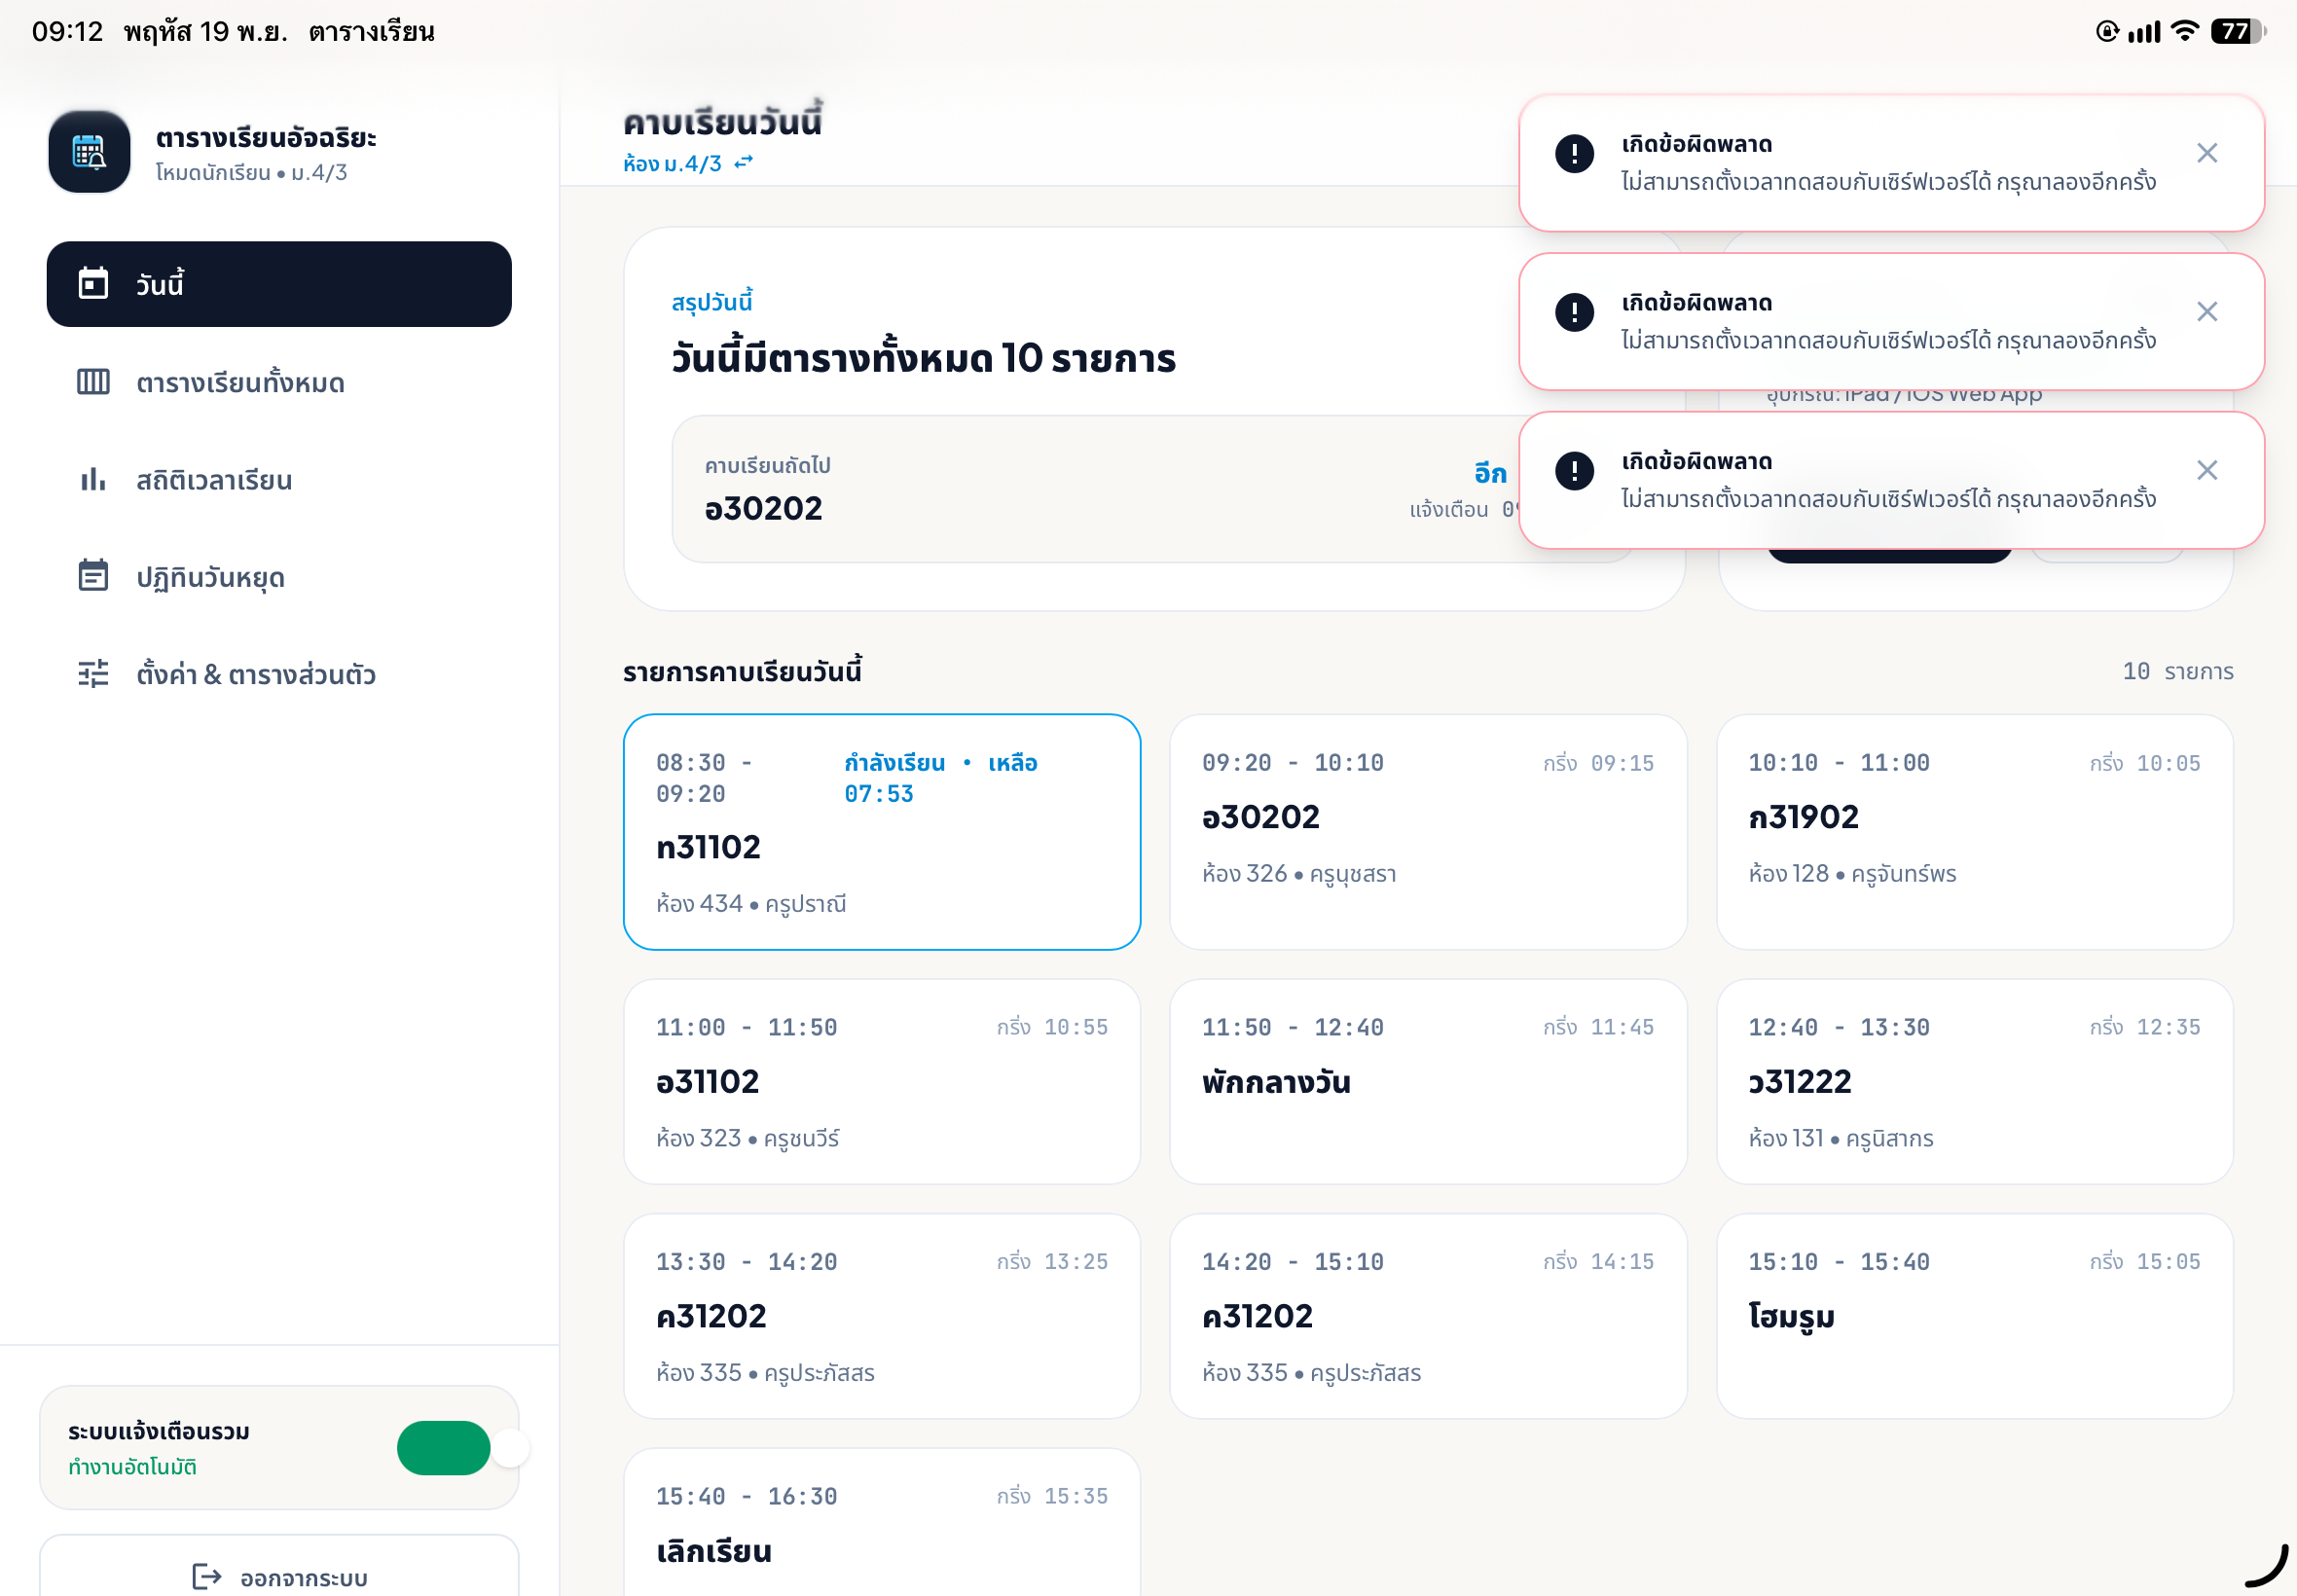 09:12 พฤหัส 19 พ.ย. ตารางเรียน
77
ตารางเรียนอัจฉริยะ
โหมดนักเรียน • ม.4/3
วันนี้
ตารางเรียนทั้งหมด
สถิติเวลาเรียน
ปฏิทินวันหยุด
ตั้งค่า & ตารางส่วนตัว
ระบบแจ้งเตือนรวม
ทำงานอัตโนมัติ
ออกจากระบบ
คาบเรียนวันนี้
ห้อง ม.4/3
เกิดข้อผิดพลาด
ไม่สามารถตั้งเวลาทดสอบกับเซิร์ฟเวอร์ได้ กรุณาลองอีกครั้ง
เกิดข้อผิดพลาด
ไม่สามารถตั้งเวลาทดสอบกับเซิร์ฟเวอร์ได้ กรุณาลองอีกครั้ง
เกิดข้อผิดพลาด
ไม่สามารถตั้งเวลาทดสอบกับเซิร์ฟเวอร์ได้ กรุณาลองอีกครั้ง
สรุปวันนี้
วันนี้มีตารางทั้งหมด 10 รายการ
คาบเรียนถัดไป
อ30202
อีก
แจ้งเตือน
อุปกรณ์: iPad / iOS Web App
รายการคาบเรียนวันนี้
10 รายการ
08:30 - 09:20
กำลังเรียน • เหลือ 07:53
ท31102
ห้อง 434 • ครูปราณี
09:20 - 10:10
กริ่ง 09:15
อ30202
ห้อง 326 • ครูนุชสรา
10:10 - 11:00
กริ่ง 10:05
ก31902
ห้อง 128 • ครูจันทร์พร
11:00 - 11:50
กริ่ง 10:55
อ31102
ห้อง 323 • ครูชนวีร์
11:50 - 12:40
กริ่ง 11:45
พักกลางวัน
12:40 - 13:30
กริ่ง 12:35
ว31222
ห้อง 131 • ครูนิสากร
13:30 - 14:20
กริ่ง 13:25
ค31202
ห้อง 335 • ครูประภัสสร
14:20 - 15:10
กริ่ง 14:15
ค31202
ห้อง 335 • ครูประภัสสร
15:10 - 15:40
กริ่ง 15:05
โฮมรูม
15:40 - 16:30
กริ่ง 15:35
เลิกเรียน